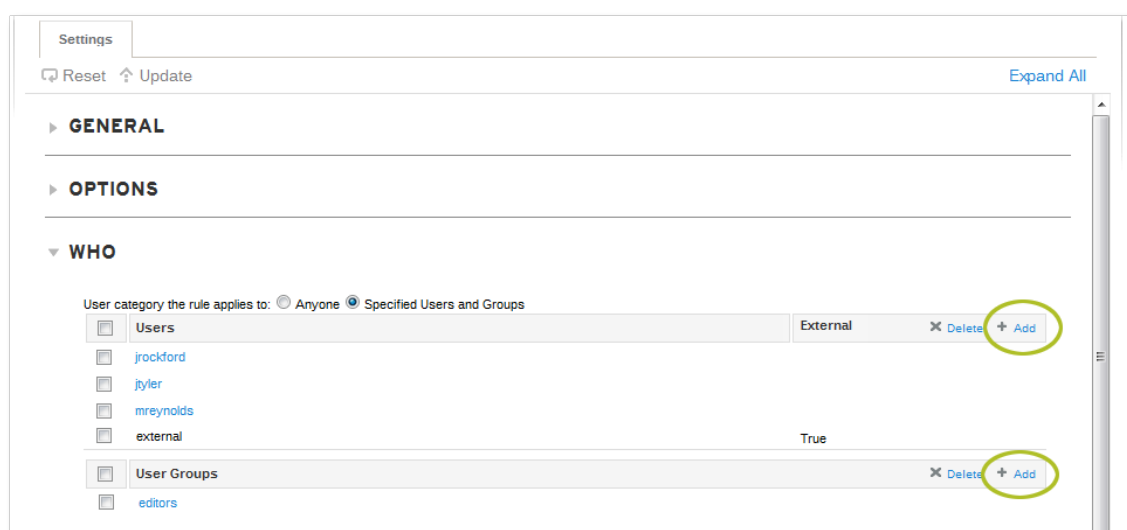 Settings
Reset Update Expand All
GENERAL
OPTIONS
WHO
User category the rule applies to: Anyone Specified Users and Groups
Users External Delete + Add
jrockford
jtyler
mreynolds
external True
User Groups Delete + Add
editors